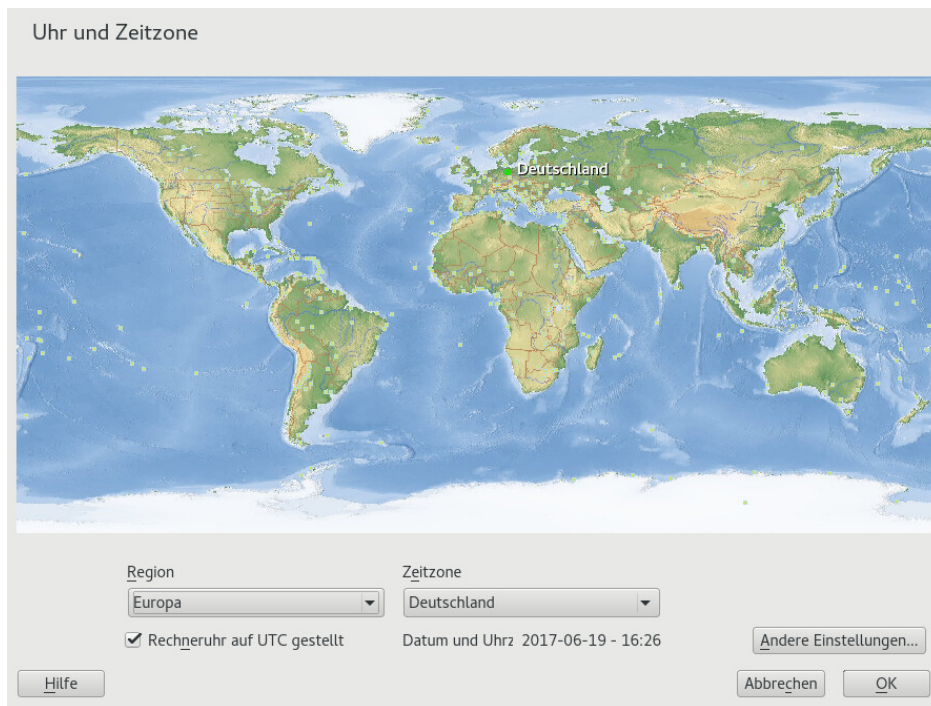 Uhr und Zeitzone
Deutschland
Region
Zeitzone
Europa
Deutschland
Rechneruhr auf UTC gestellt
Datum und Uhrz 2017-06-19 - 16:26
Andere Einstellungen...
Hilfe
Abbrechen
OK